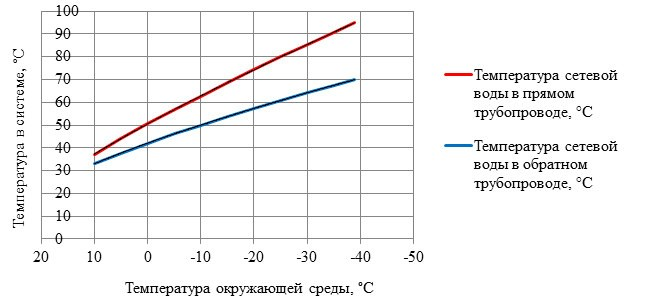 100
90
80
70
60
50
40
30
20
10
0
Температура в системе, °С
20 10 0 -10 -20 -30 -40 -50
Температура окружающей среды, °С
Температура сетевой
воды в прямом
трубопроводе, °С
Температура сетевой
воды в обратном
трубопроводе, °С